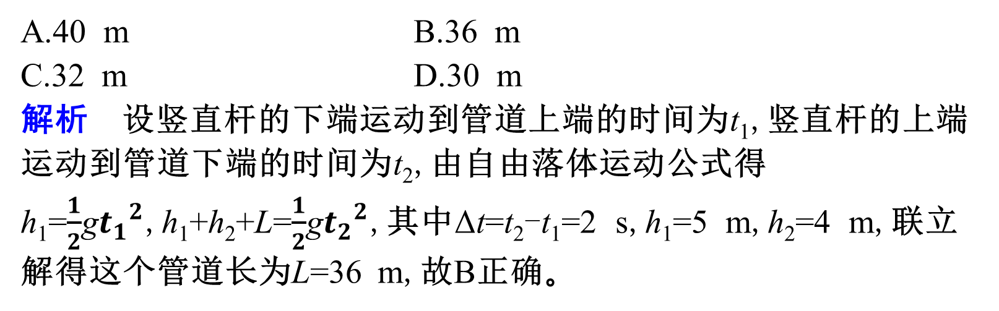 A.40 m B.36 m
C.32 m D.30 m
解析 设竖直杆的下端运动到管道上端的时间为t₁,竖直杆的上端
运动到管道下端的时间为t₂,由自由落体运动公式得
h₁=½gt₁²,h₁+h₂+L=½gt₂²,其中Δt=t₂−t₁=2 s,h₁=5 m,h₂=4 m,联立
解得这个管道长为L=36 m,故B正确。